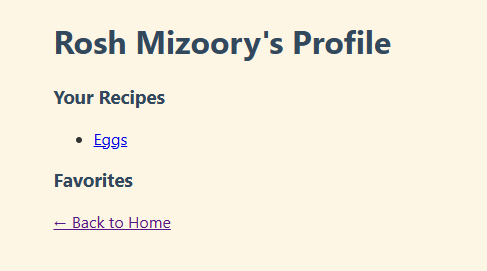 Rosh Mizoory's Profile
Your Recipes
• Eggs
Favorites
← Back to Home